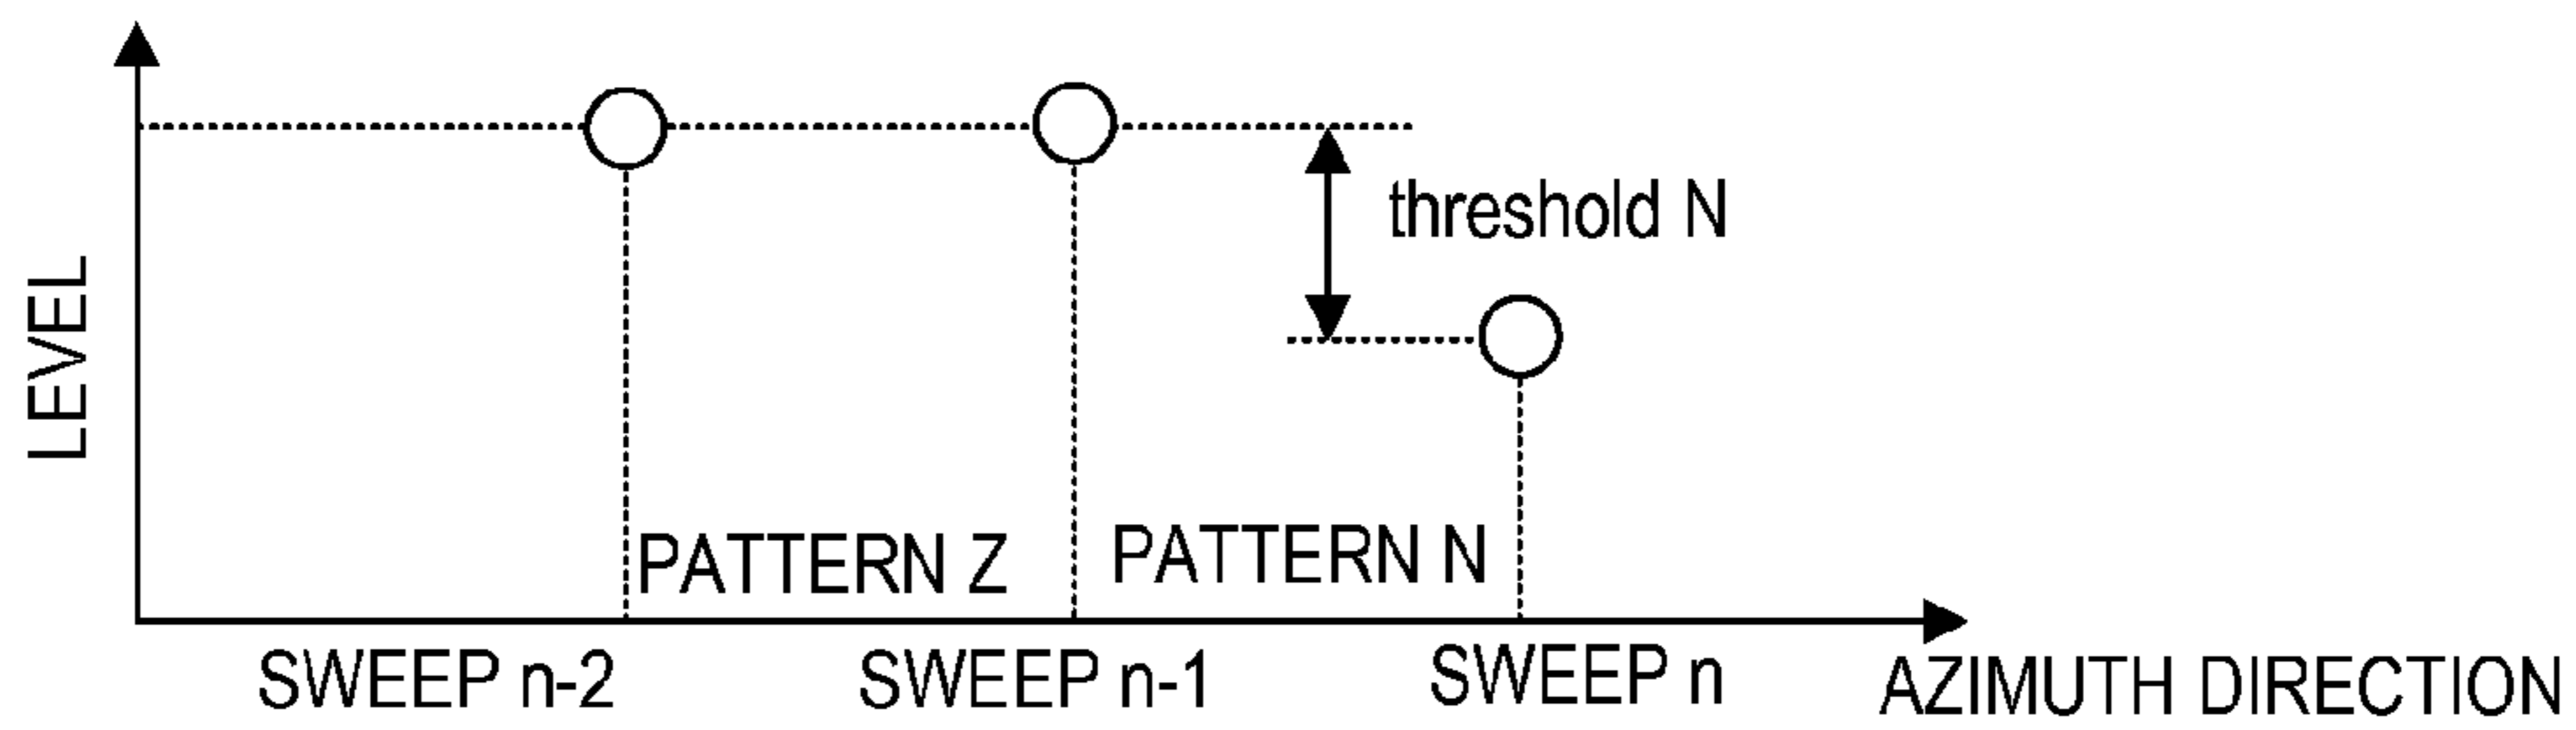 LEVEL
threshold N
PATTERN Z
PATTERN N
SWEEP n-2
SWEEP n-1
SWEEP n
AZIMUTH DIRECTION